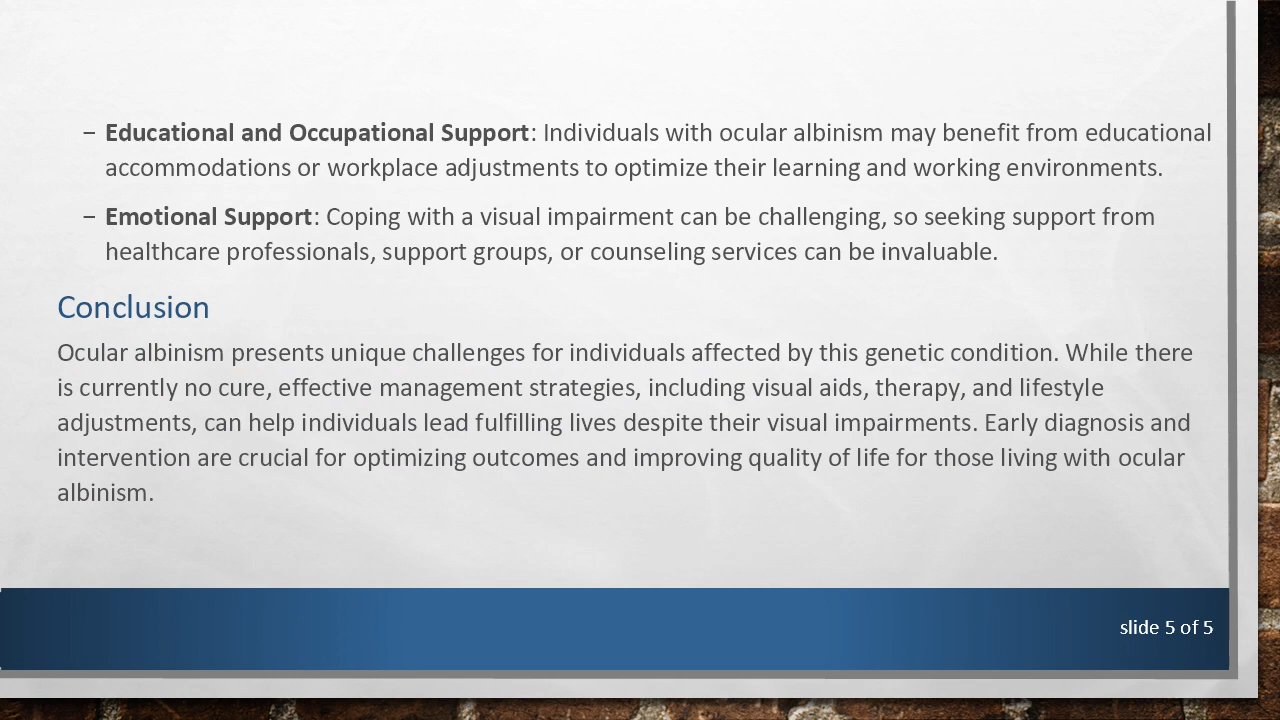 – Educational and Occupational Support: Individuals with ocular albinism may benefit from educational
accommodations or workplace adjustments to optimize their learning and working environments.
– Emotional Support: Coping with a visual impairment can be challenging, so seeking support from
healthcare professionals, support groups, or counseling services can be invaluable.
Conclusion
Ocular albinism presents unique challenges for individuals affected by this genetic condition. While there
is currently no cure, effective management strategies, including visual aids, therapy, and lifestyle
adjustments, can help individuals lead fulfilling lives despite their visual impairments. Early diagnosis and
intervention are crucial for optimizing outcomes and improving quality of life for those living with ocular
albinism.
slide 5 of 5